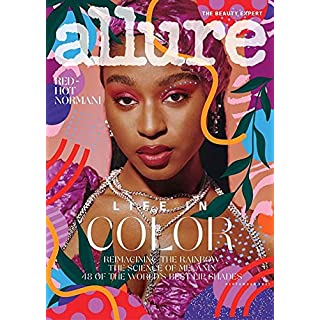 THE BEAUTY EXPERT
allure
RED-
HOT
NORMANI
LIFE IN
COLOR
REIMAGINING THE RAINBOW
THE SCIENCE OF MELANIN
48 OF THE WORLD'S BEST LIP SHADES